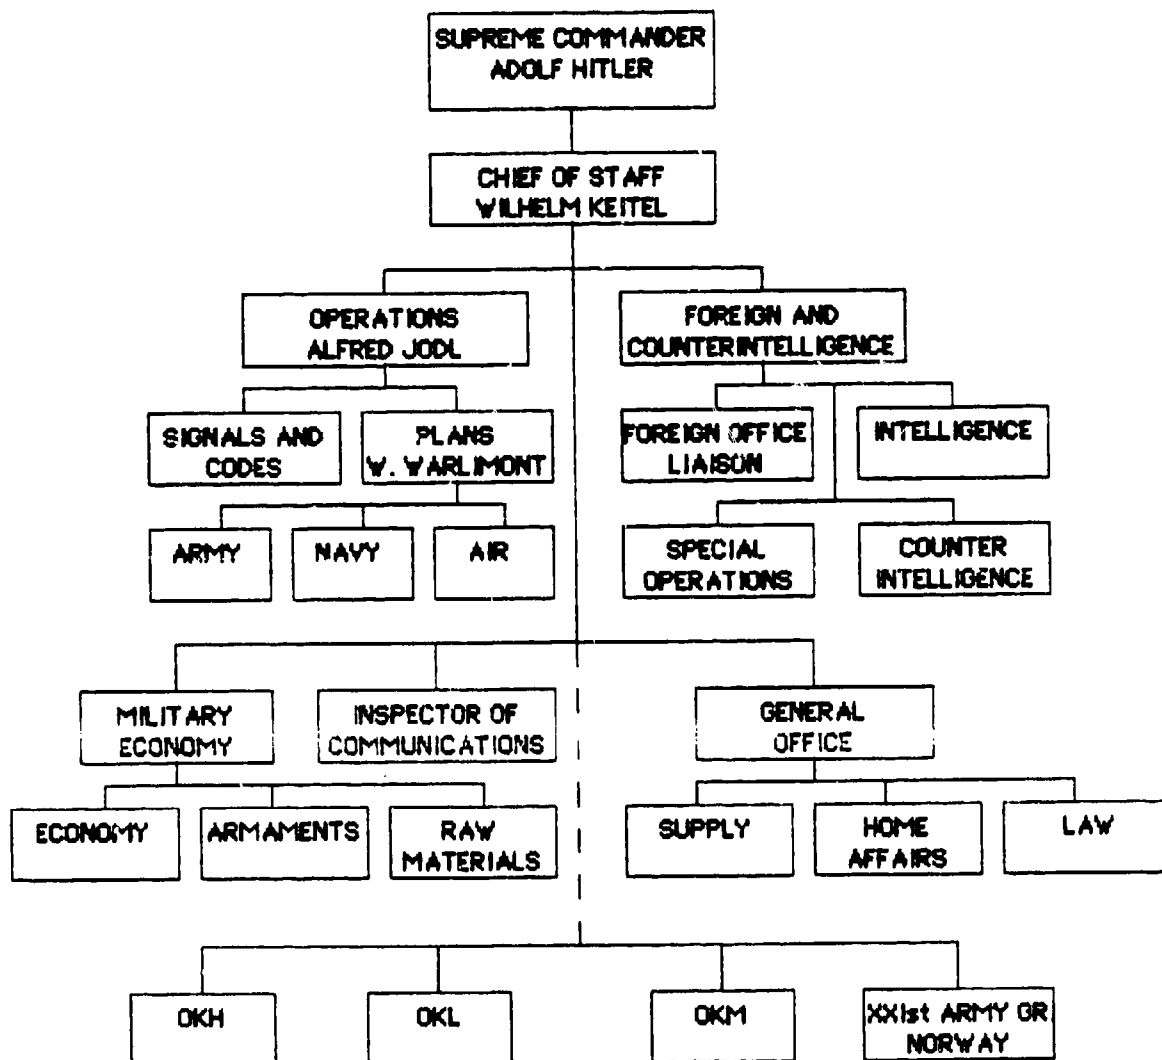 SUPREME COMMANDER
ADOLF HITLER
CHIEF OF STAFF
WILHELM KEITEL
OPERATIONS
ALFRED JODL
FOREIGN AND
COUNTERINTELLIGENCE
SIGNALS AND
CODES
PLANS
W. WARLIMONT
FOREIGN OFFICE
LIAISON
INTELLIGENCE
ARMY
NAVY
AIR
SPECIAL
OPERATIONS
COUNTER
INTELLIGENCE
MILITARY
ECONOMY
INSPECTOR OF
COMMUNICATIONS
GENERAL
OFFICE
ECONOMY
ARMAMENTS
RAW
MATERIALS
SUPPLY
HOME
AFFAIRS
LAW
OKH
OKL
OKM
XXIst ARMY GR
NORWAY